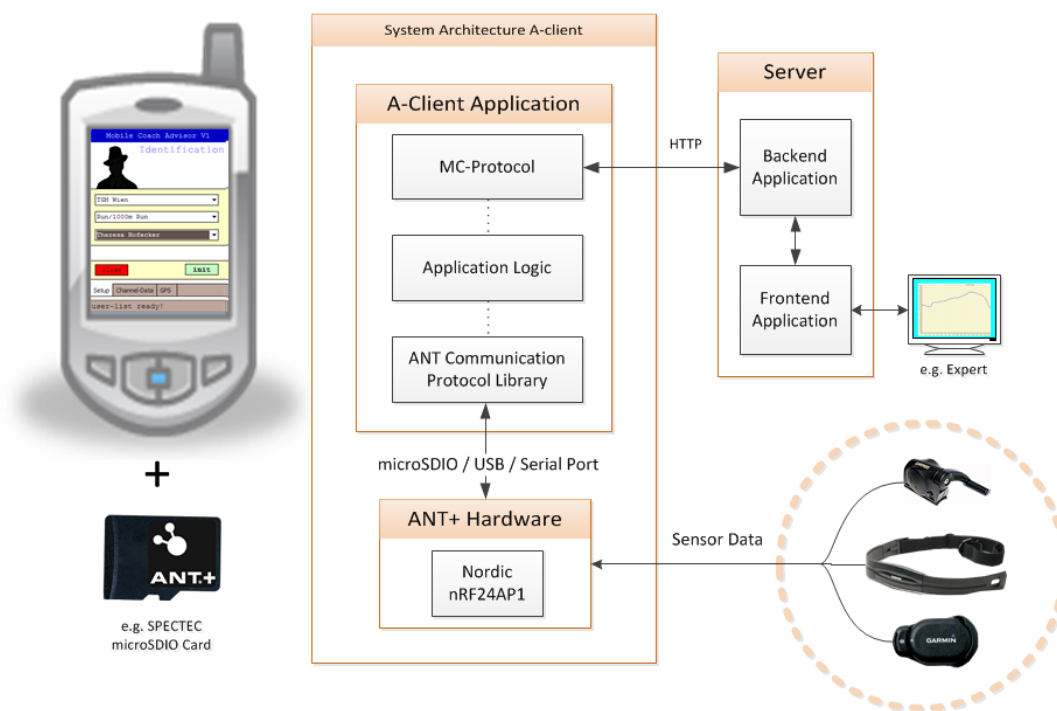 Mobile Coach Advisor V1
Identification
TGM Wien
Run/1000m Run
Theresa Hofecker
init
Setup Channel-Data GPS
user-list ready!
+
ANT.+
e.g. SPECTEC
microSDIO Card
System Architecture A-client
A-Client Application
MC-Protocol
Application Logic
ANT Communication
Protocol Library
microSDIO / USB / Serial Port
ANT+ Hardware
Nordic
nRF24AP1
HTTP
Server
Backend
Application
Frontend
Application
e.g. Expert
Sensor Data
GARMIN